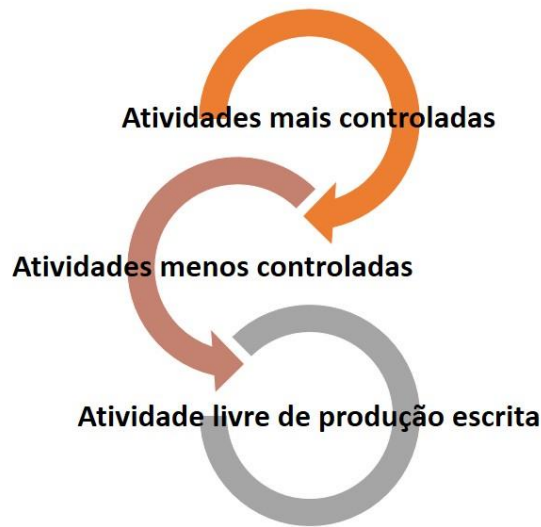 Atividades mais controladas
Atividades menos controladas
Atividade livre de produção escrita